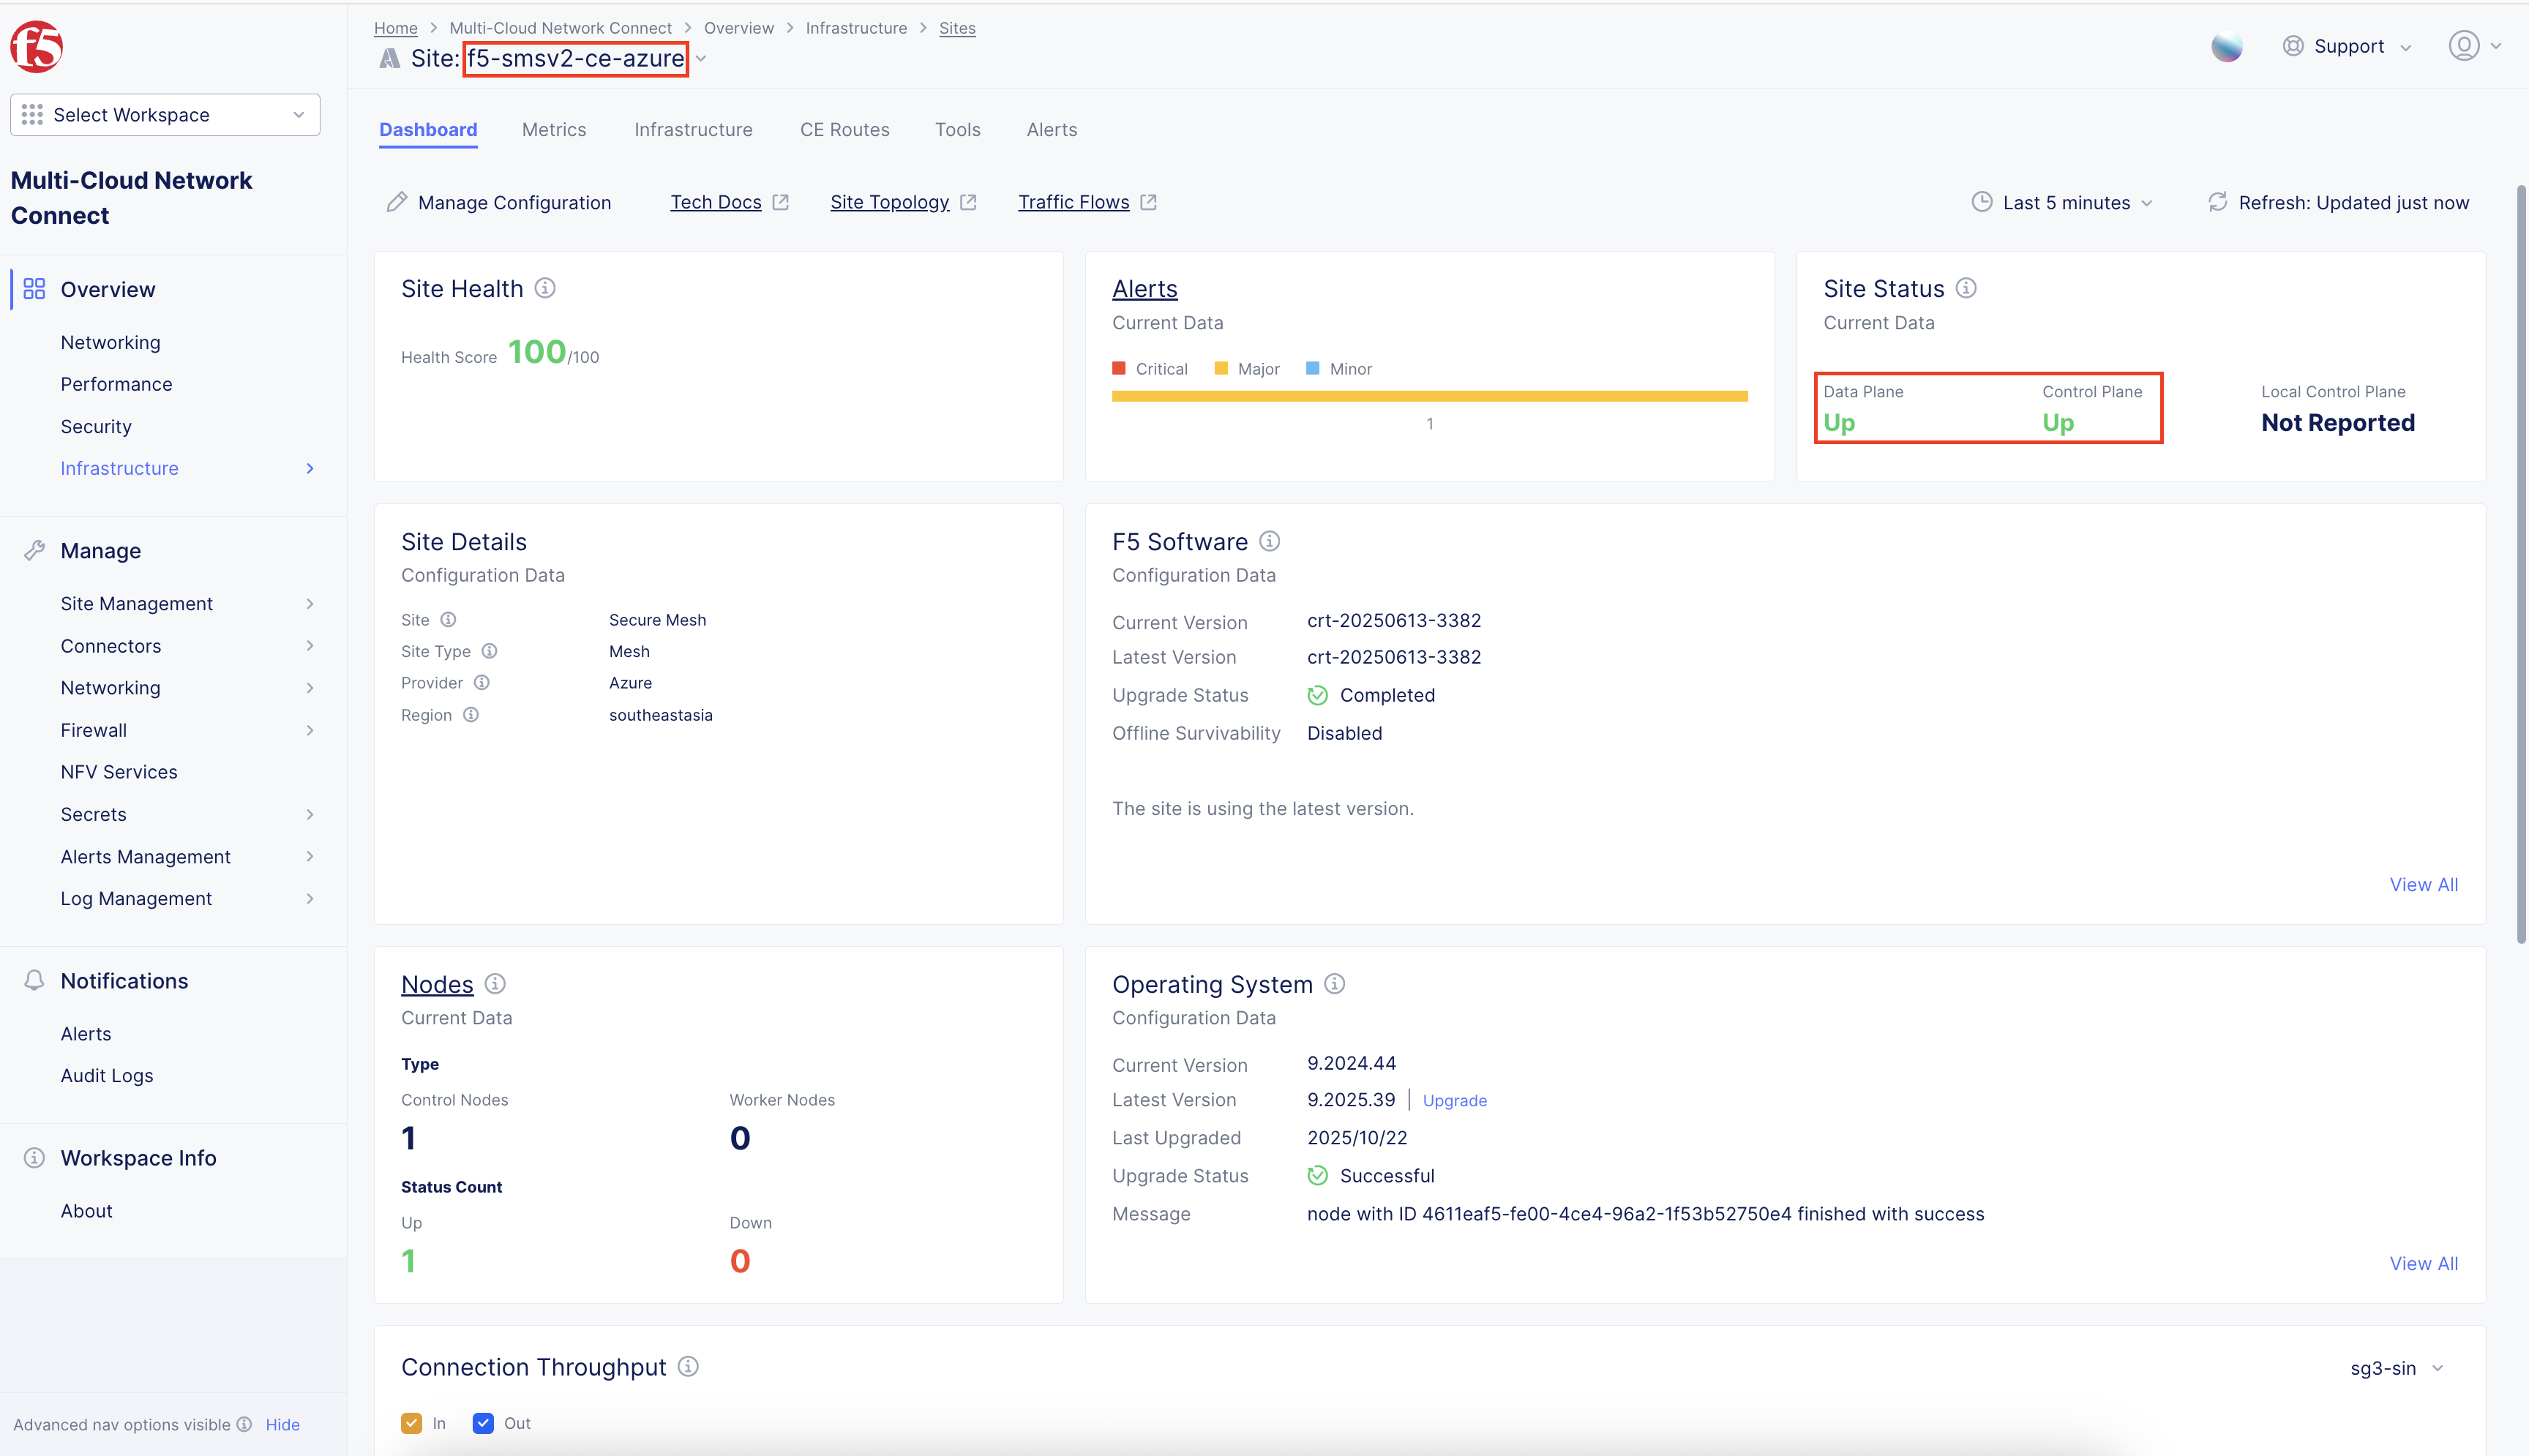 f5
Select Workspace
Multi-Cloud Network
Connect
Overview
Networking
Performance
Security
Infrastructure
Manage
Site Management
Connectors
Networking
Firewall
NFV Services
Secrets
Alerts Management
Log Management
Notifications
Alerts
Audit Logs
Workspace Info
About
Advanced nav options visible Hide
Home > Multi-Cloud Network Connect > Overview > Infrastructure > Sites
Site: f5-smsv2-ce-azure
Support
Dashboard Metrics Infrastructure CE Routes Tools Alerts
Manage Configuration Tech Docs Site Topology Traffic Flows
Last 5 minutes Refresh: Updated just now
Site Health
Health Score 100/100
Alerts
Current Data
Critical Major Minor
1
Site Status
Current Data
Data Plane Control Plane Local Control Plane
Up Up Not Reported
Site Details
Configuration Data
Site Secure Mesh
Site Type Mesh
Provider Azure
Region southeastasia
F5 Software
Configuration Data
Current Version crt-20250613-3382
Latest Version crt-20250613-3382
Upgrade Status Completed
Offline Survivability Disabled
The site is using the latest version.
View All
Nodes
Current Data
Type
Control Nodes Worker Nodes
1 0
Status Count
Up Down
1 0
Operating System
Configuration Data
Current Version 9.2024.44
Latest Version 9.2025.39 | Upgrade
Last Upgraded 2025/10/22
Upgrade Status Successful
Message node with ID 4611eaf5-fe00-4ce4-96a2-1f53b52750e4 finished with success
View All
Connection Throughput
sg3-sin
In Out